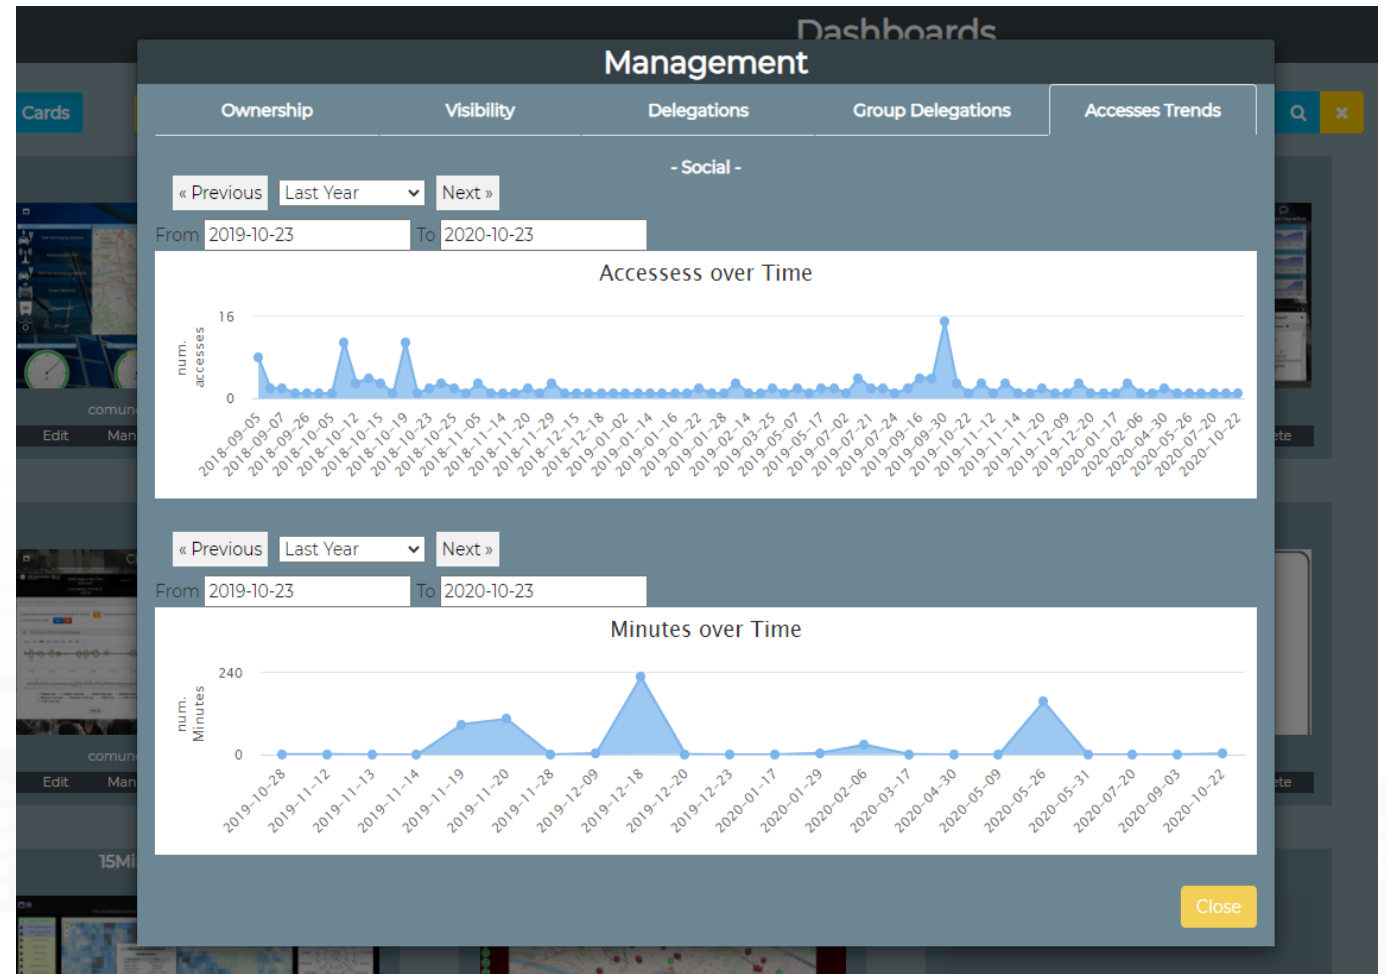 Dashboards
Management
Cards
Ownership Visibility Delegations Group Delegations Accesses Trends
- Social -
« Previous Last Year Next »
From 2019-10-23 To 2020-10-23
Accessess over Time
num. accesses
16
0
2018-09-05 2018-09-07 2018-09-26 2018-10-05 2018-10-12 2018-10-15 2018-10-19 2018-10-23 2018-10-25 2018-11-05 2018-11-14 2018-11-20 2018-11-29 2018-12-15 2018-12-18 2019-01-02 2019-01-14 2019-01-16 2019-01-22 2019-01-28 2019-02-14 2019-03-25 2019-05-07 2019-05-17 2019-07-02 2019-07-21 2019-07-24 2019-09-16 2019-09-30 2019-10-22 2019-11-12 2019-11-14 2019-11-20 2019-12-09 2019-12-20 2020-01-17 2020-02-06 2020-04-30 2020-05-26 2020-07-20 2020-10-22
comun
Edit Man
ete
« Previous Last Year Next »
From 2019-10-23 To 2020-10-23
Minutes over Time
num. Minutes
240
0
2019-10-28 2019-11-12 2019-11-13 2019-11-14 2019-11-19 2019-11-20 2019-11-28 2019-12-09 2019-12-18 2019-12-20 2019-12-23 2020-01-17 2020-01-29 2020-02-06 2020-03-17 2020-04-30 2020-05-09 2020-05-26 2020-05-31 2020-07-20 2020-09-03 2020-10-22
comun
Edit Man
ete
15Mi
Close